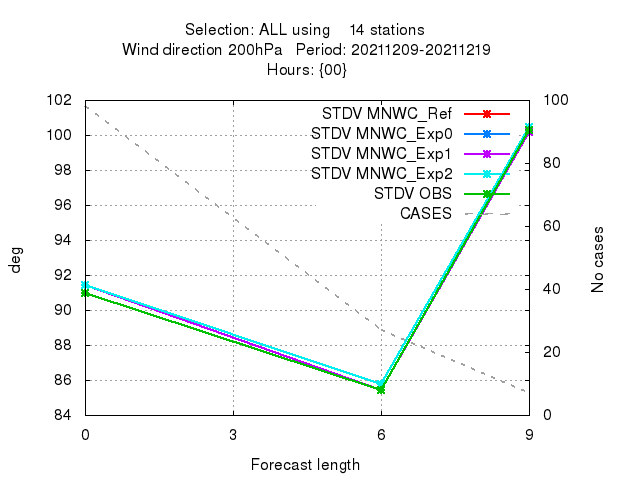 Selection: ALL using 14 stations
Wind direction 200hPa Period: 20211209-20211219
Hours: {00}
STDV MNWC_Ref
STDV MNWC_Exp0
STDV MNWC_Exp1
STDV MNWC_Exp2
STDV OBS
CASES
102
100
98
96
94
92
90
88
86
84
deg
100
80
60
40
20
0
No cases
0 3 6 9
Forecast length